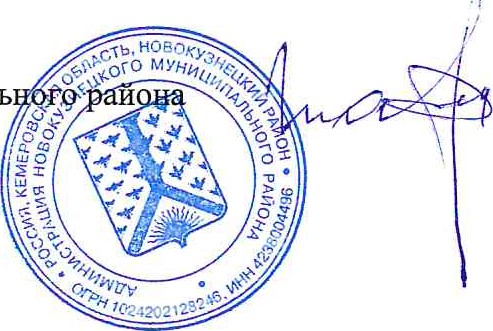 льного района
РОССИЯ, КЕМЕРОВСКАЯ ОБЛАСТЬ, НОВОКУЗНЕЦКИЙ РАЙОН
АДМИНИСТРАЦИЯ НОВОКУЗНЕЦКОГО МУНИЦИПАЛЬНОГО РАЙОНА
ОГРН 1024202128246, ИНН 4238004496